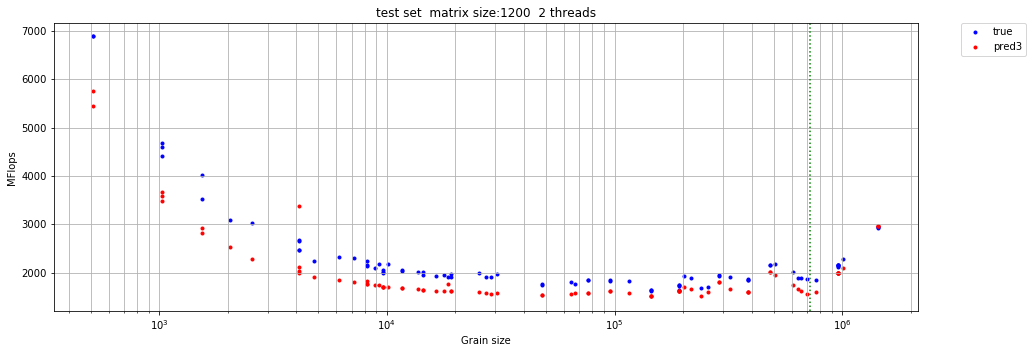 test set  matrix size:1200  2 threads
true
pred3
MFlops
7000
6000
5000
4000
3000
2000
10³
10⁴
10⁵
10⁶
Grain size